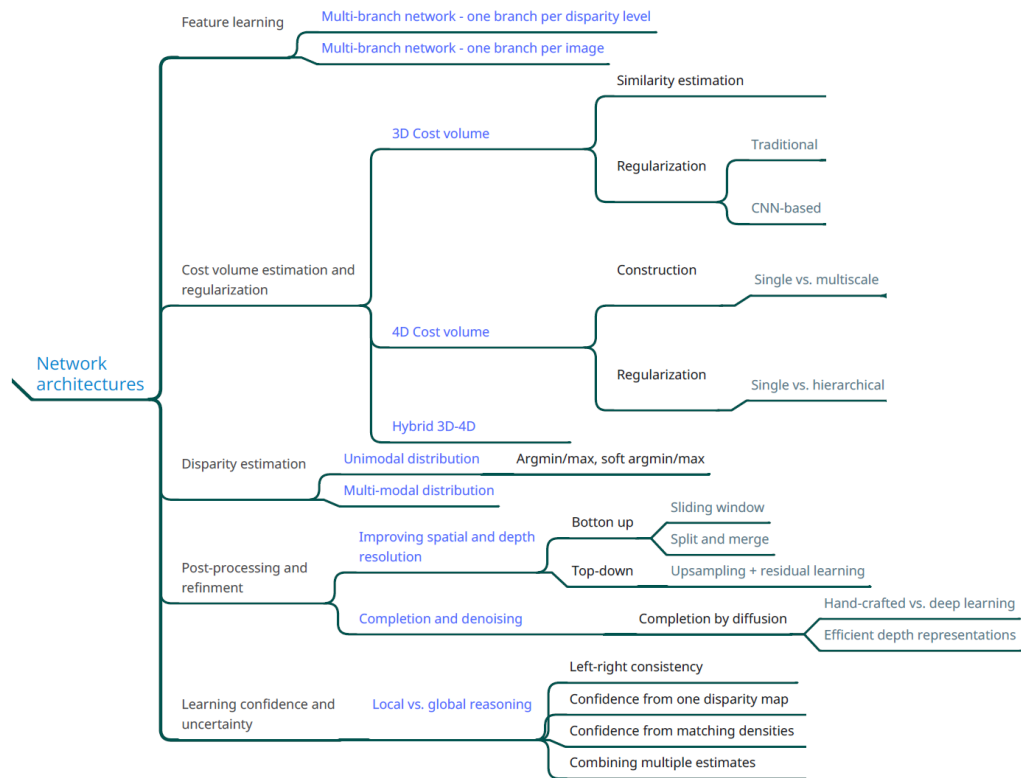 Feature learning
Multi-branch network - one branch per disparity level
Multi-branch network - one branch per image
Similarity estimation
3D Cost volume
Traditional
Regularization
CNN-based
Cost volume estimation and
regularization
Construction
Single vs. multiscale
4D Cost volume
Regularization
Single vs. hierarchical
Network
architectures
Hybrid 3D-4D
Disparity estimation
Unimodal distribution
Argmin/max, soft argmin/max
Multi-modal distribution
Sliding window
Botton up
Improving spatial and depth
resolution
Split and merge
Post-processing and
refinment
Top-down
Upsampling + residual learning
Hand-crafted vs. deep learning
Completion and denoising
Completion by diffusion
Efficient depth representations
Left-right consistency
Learning confidence and
uncertainty
Local vs. global reasoning
Confidence from one disparity map
Confidence from matching densities
Combining multiple estimates